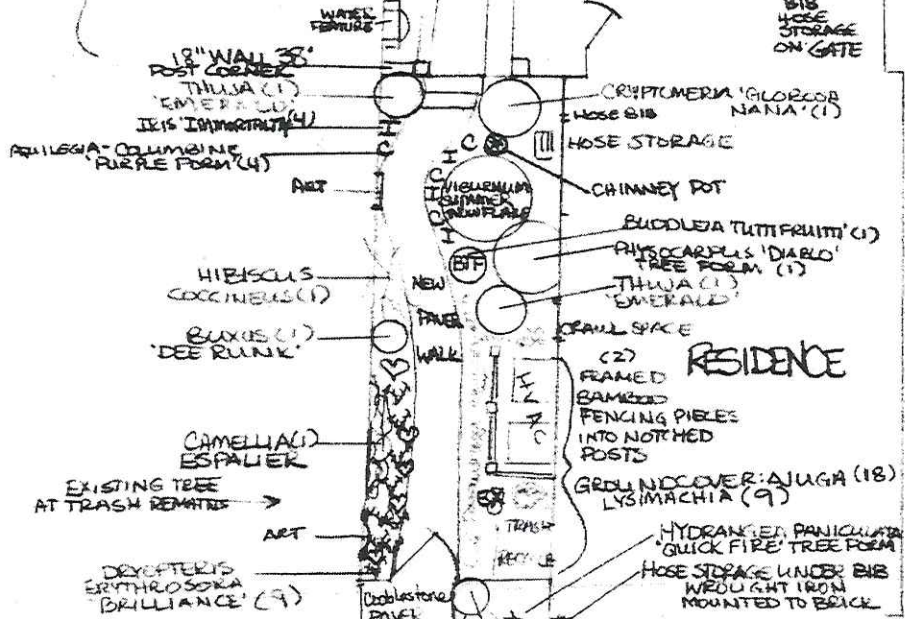 WATER
FEATURE
BIB
HOSE
STORAGE
ON GATE
18" WALL 38"
POST CORNER
THUJA (1)
'EMERALD'
IRIS 'IMMORTALITY' (4)
AQUILEGIA - COLUMBINE
'PURPLE FORM' (4)
ART
HIBISCUS
COCCINEUS (1)
BUXUS (1)
'DEE RUNK'
CAMELLIA (1)
ESPALIER
EXISTING TREE
AT TRASH REMAINS
ART
DRYOPTERIS
ERYTHROSORA
'BRILLIANCE' (9)
I
C
I
C
I
C
I
C
I
C
VIBURNUM
SUMMER
SNOWFLAKE
BTF
NEW
PAVER
WALK
HVAC
EX
TRASH
RECYCLE
Cobblestone
PAVER
CRYPTOMERIA 'GLOBOSA
NANA' (1)
HOSE BIB
HOSE STORAGE
CHIMNEY POT
BUDDLEJA 'TUTTI FRUITTI' (1)
PHYSOCARPUS 'DIABLO'
TREE FORM (1)
THUJA (1)
'EMERALD'
CRAWL SPACE
RESIDENCE
(2)
FRAMED
BAMBOO
FENCING PIECES
INTO NOTCHED
POSTS
GROUNDCOVER: AJUGA (18)
LYSIMACHIA (9)
HYDRANGEA PANICULATA
'QUICK FIRE' TREE FORM
HOSE STORAGE UNDER BIB
WROUGHT IRON
MOUNTED TO BRICK